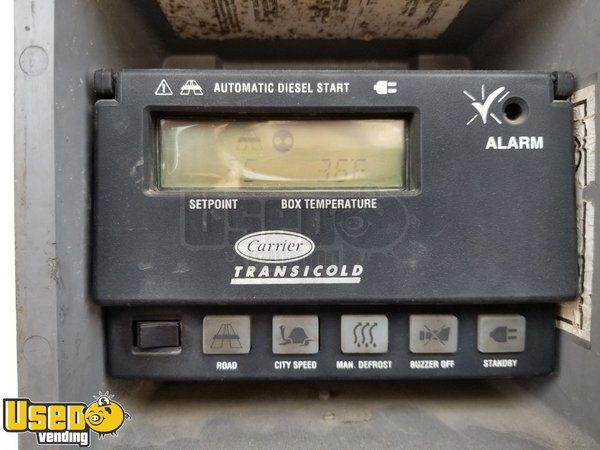 AUTOMATIC DIESEL START
ALARM
36°F
SETPOINT BOX TEMPERATURE
Carrier
TRANSICOLD
ROAD CITY SPEED MAN. DEFROST BUZZER OFF STANDBY
USED
vending